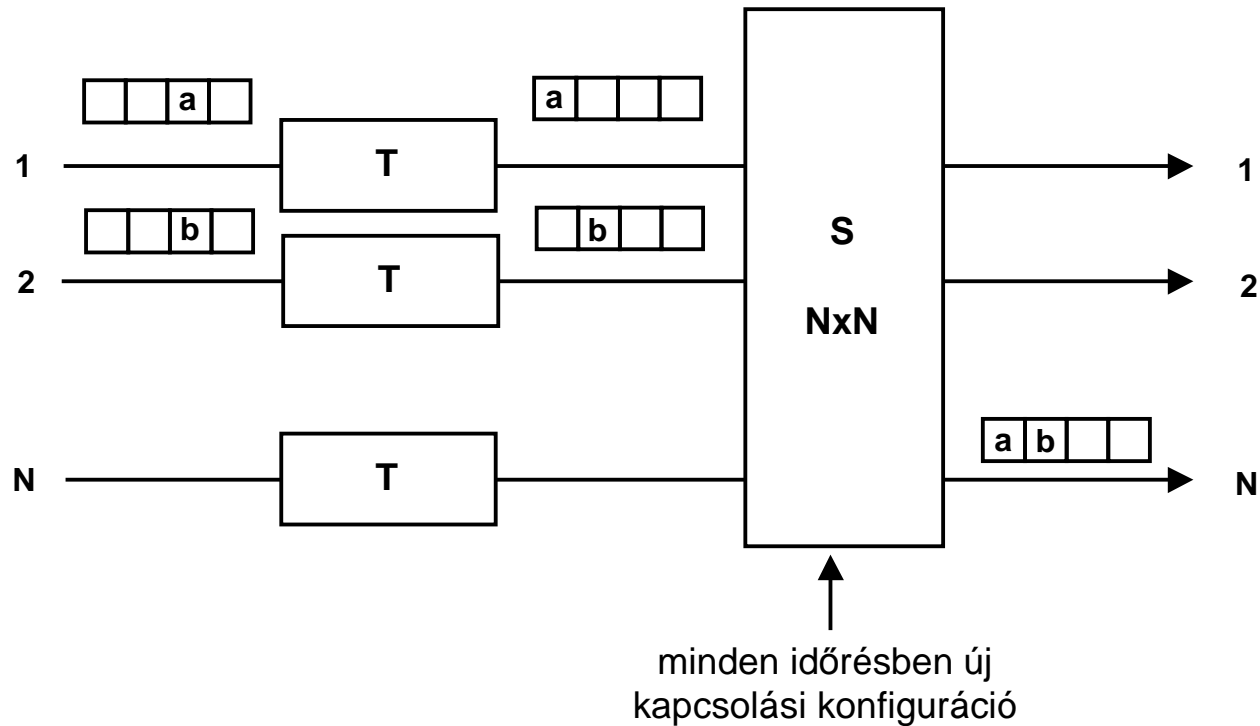 a a
1 T 1
b b
2 T S 2
NxN
N T a b N
minden időrésben új
kapcsolási konfiguráció